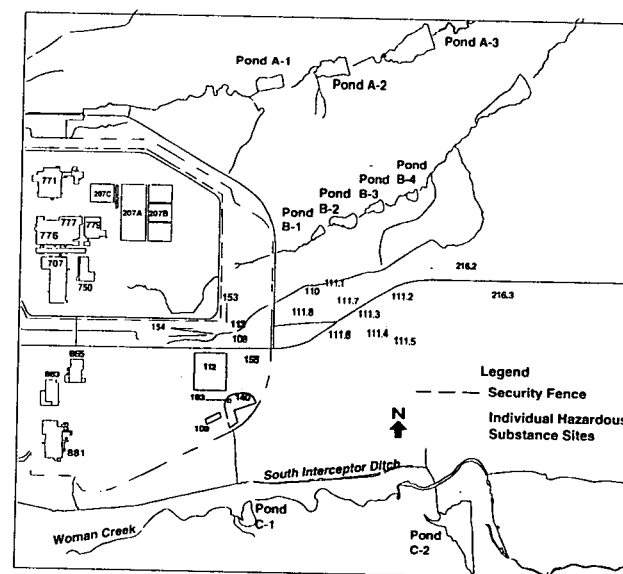 Pond A-3
Pond A-1
Pond A-2
771
207C
207A
207B
777
779
776
707
750
Pond
B-4
Pond
B-3
Pond
B-2
Pond
B-1
216.2
216.3
110
111.1
111.2
111.7
111.3
111.8
111.6
111.4
111.5
153
154
113
108
155
865
883
112
183
140
109
881
Legend
Security Fence
N
Individual Hazardous
Substance Sites
South Interceptor Ditch
Woman Creek
Pond
C-1
Pond
C-2